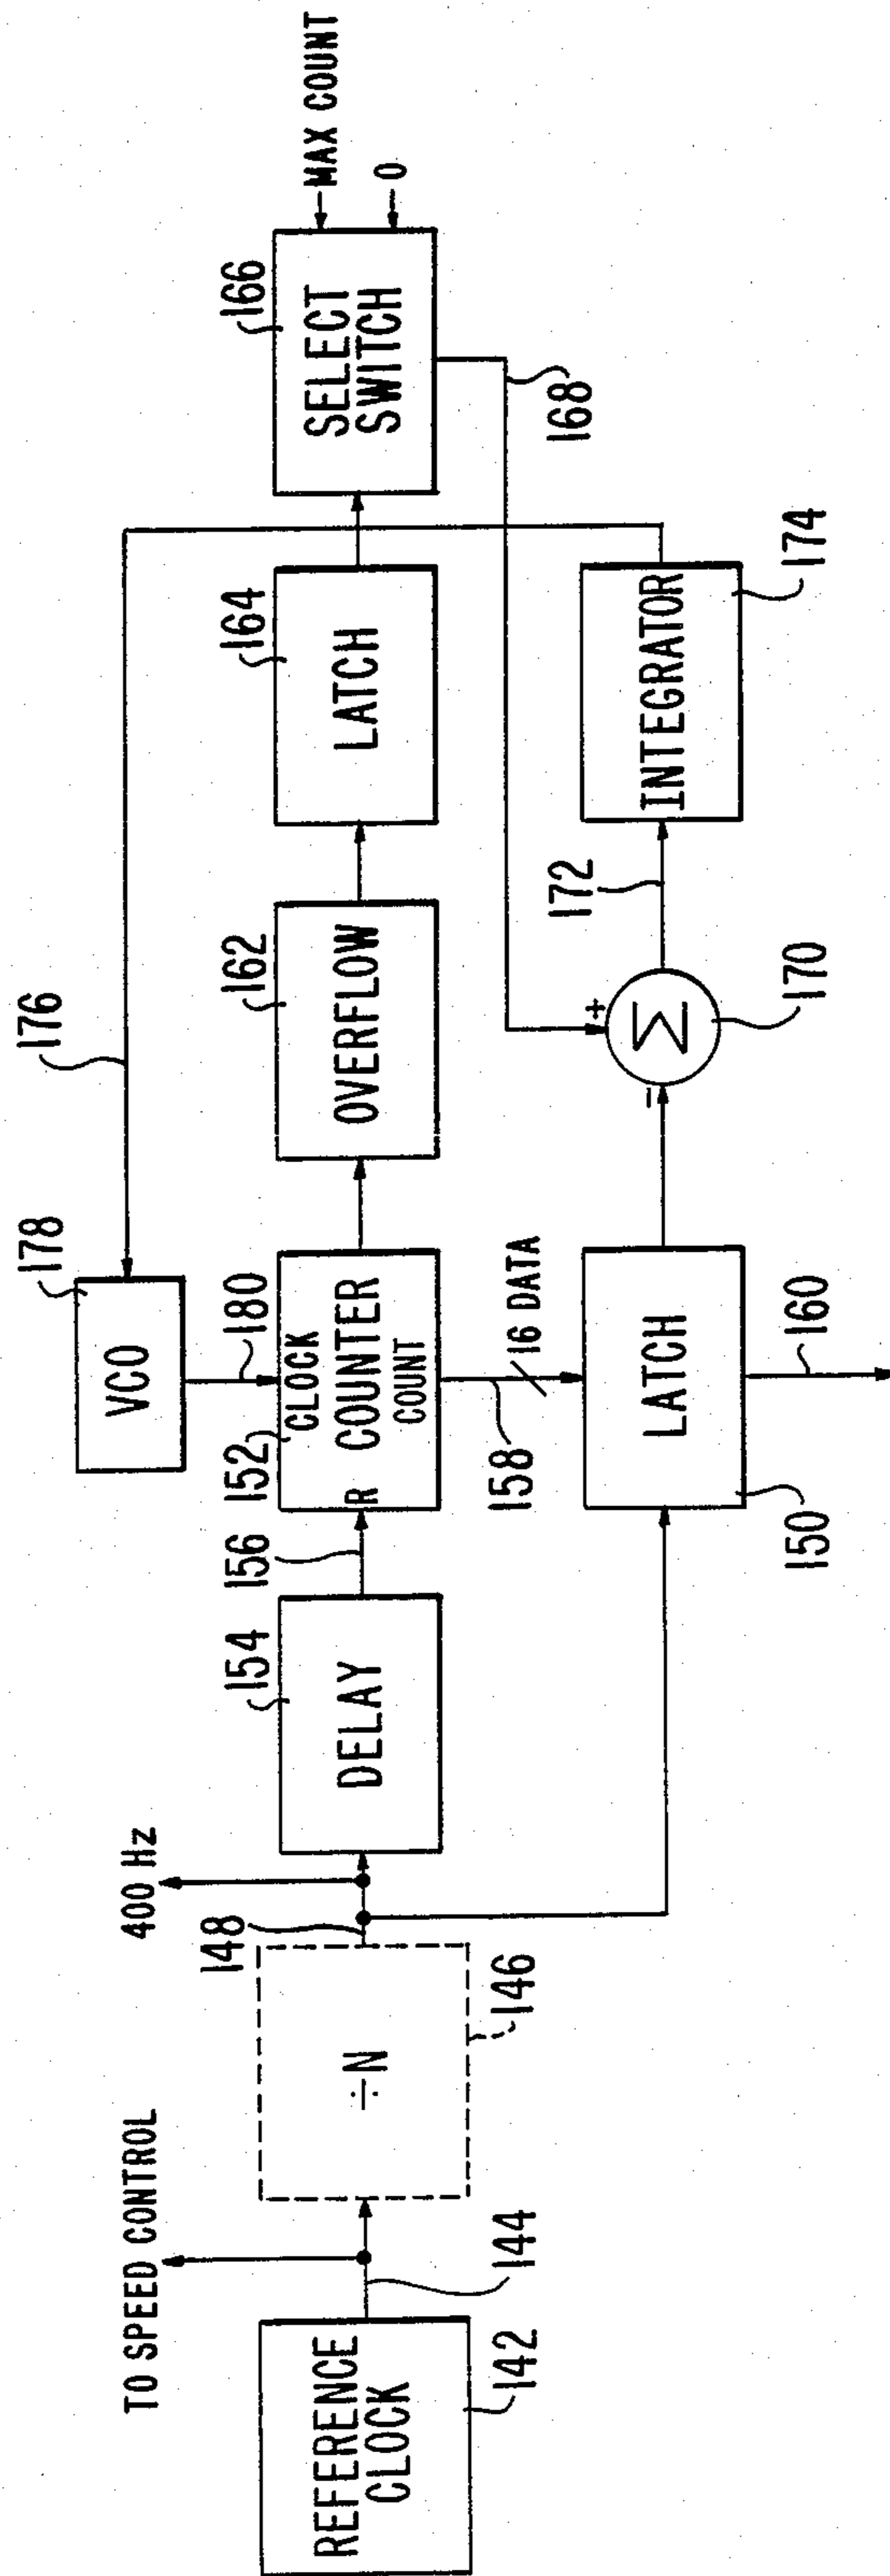 TO SPEED CONTROL
400 Hz
176
178
VCO
180
REFERENCE
CLOCK
142
144
÷N
146
148
DELAY
154
156
152
CLOCK
R COUNTER
COUNT
OVERFLOW
162
LATCH
164
SELECT
SWITCH
166
MAX COUNT
0
168
158
16 DATA
LATCH
150
160
Σ
+
−
170
172
INTEGRATOR
174